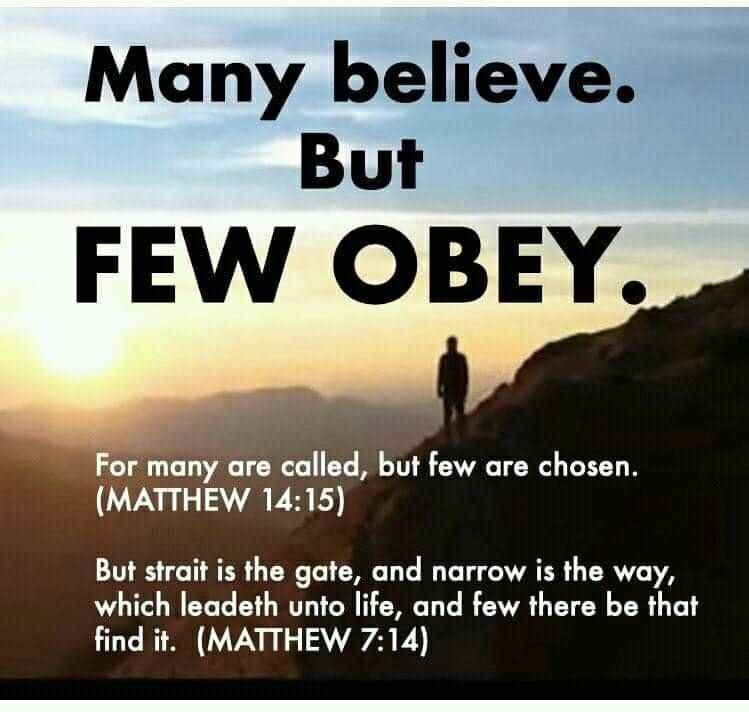 Many believe.
But
FEW OBEY.
For many are called, but few are chosen.
(MATTHEW 14:15)
But strait is the gate, and narrow is the way,
which leadeth unto life, and few there be that
find it.  (MATTHEW 7:14)